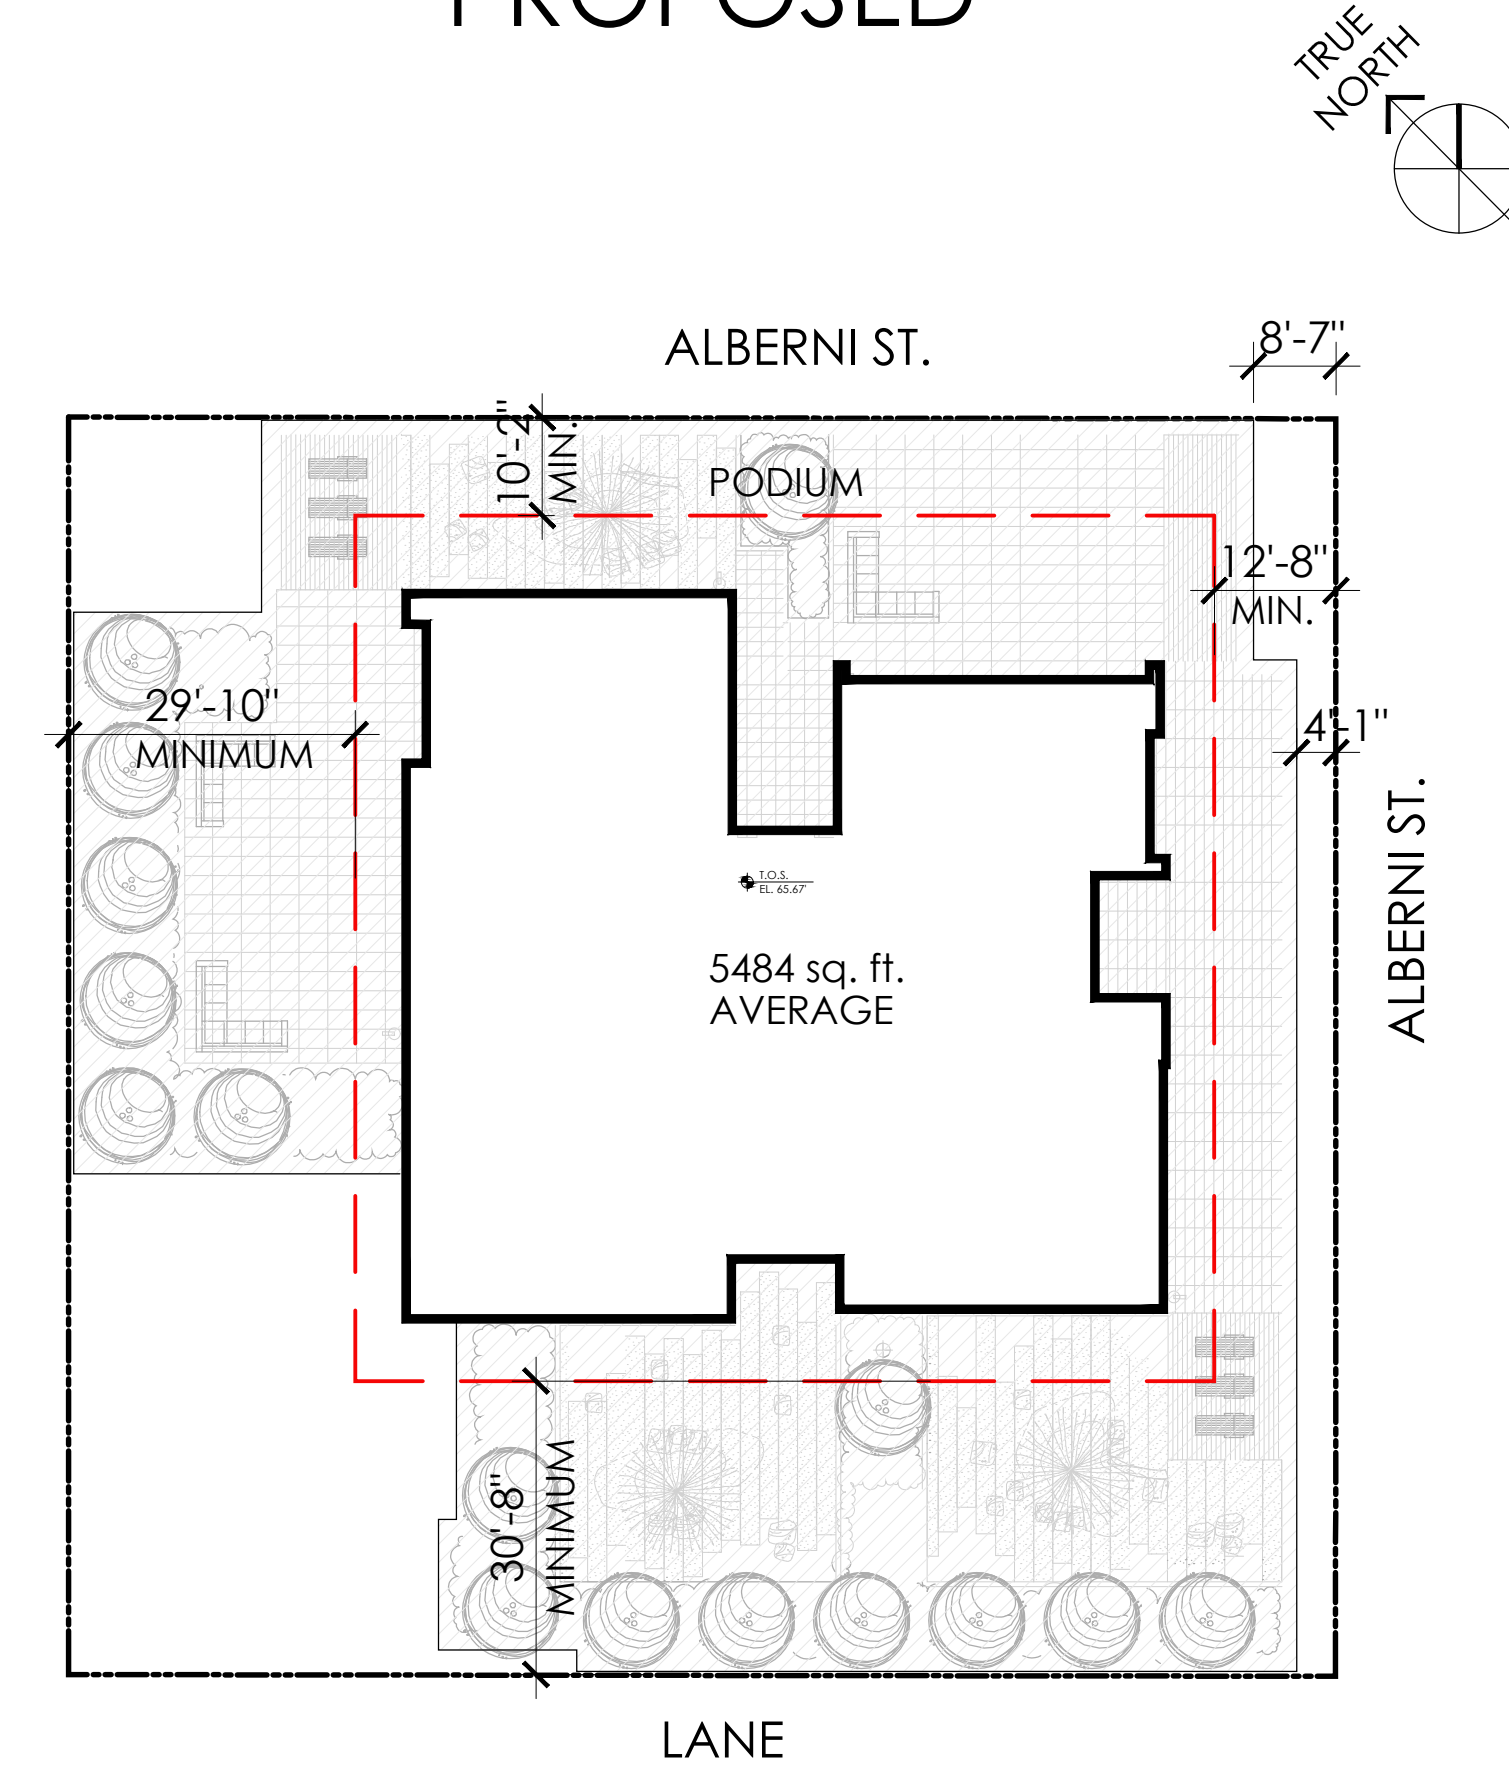 PROPOSED
TRUE
NORTH
ALBERNI ST.
8'-7"
10'-2"
MIN.
PODIUM
12'-8"
MIN.
29'-10"
MINIMUM
4'-1"
ALBERNI ST.
T.O.S.
EL. 65.67'
5484 sq. ft.
AVERAGE
30'-8"
MINIMUM
LANE